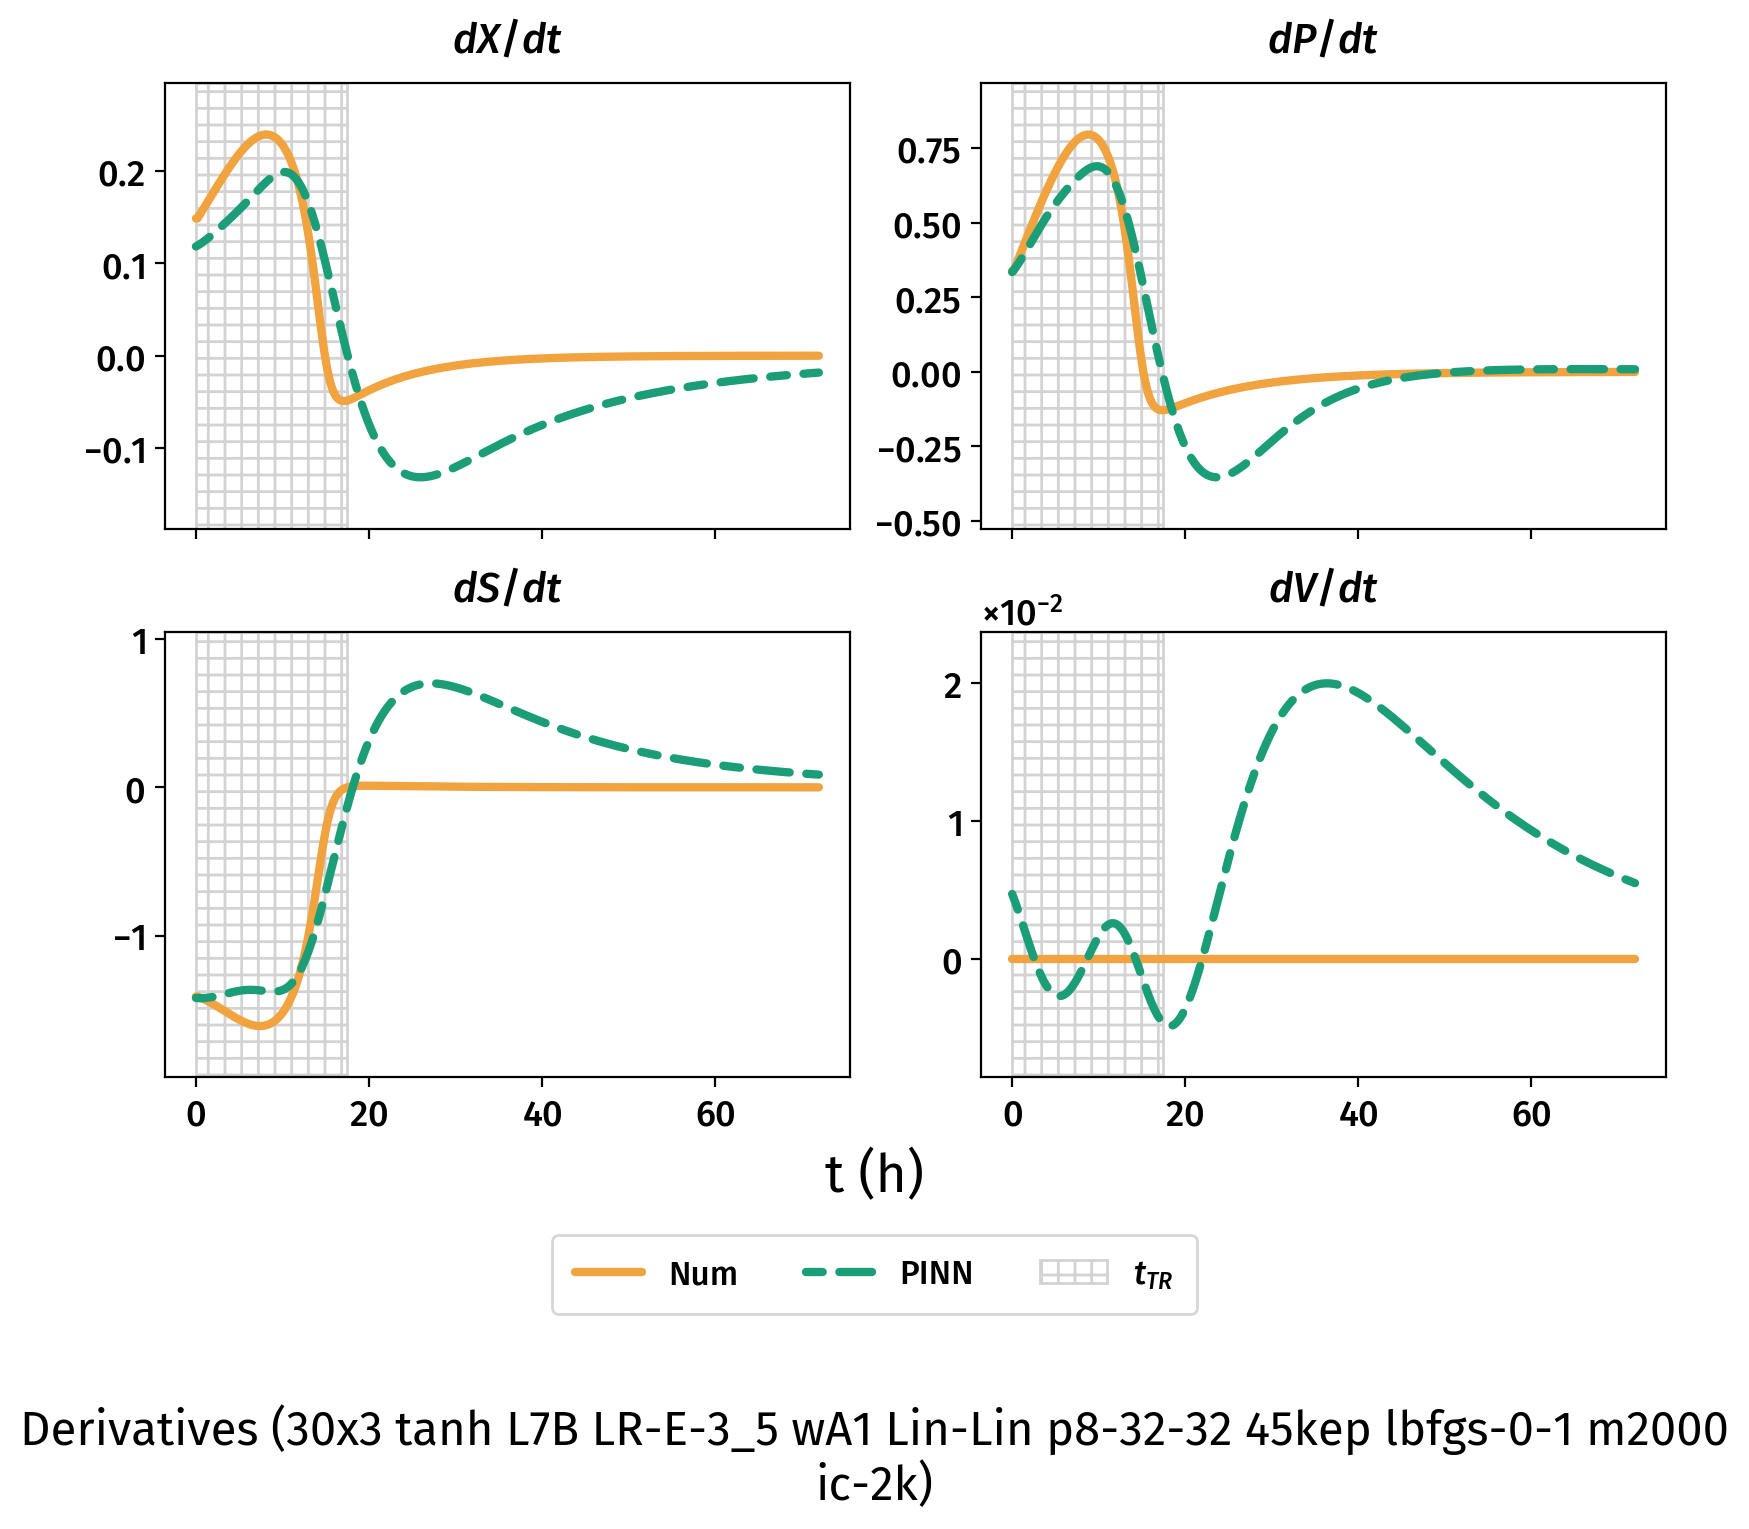 dX/dt
dP/dt
0.2
0.1
0.0
−0.1
0.75
0.50
0.25
0.00
−0.25
−0.50
dS/dt
dV/dt
×10⁻²
1
0
−1
2
1
0
0 20 40 60
0 20 40 60
t (h)
Num PINN t_TR
Derivatives (30x3 tanh L7B LR-E-3_5 wA1 Lin-Lin p8-32-32 45kep lbfgs-0-1 m2000
ic-2k)